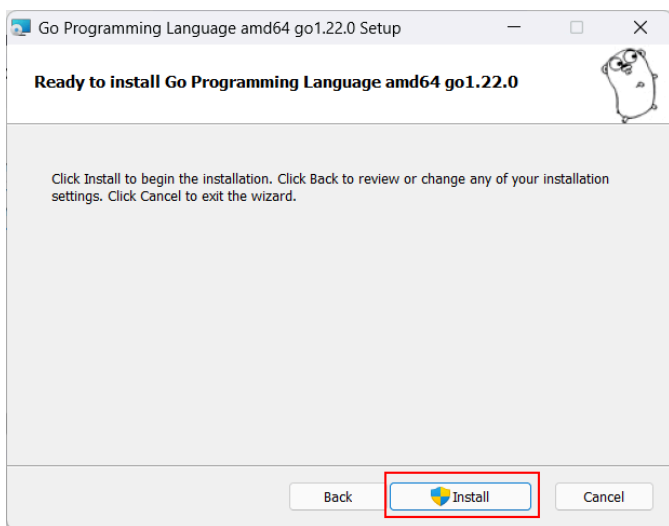 Go Programming Language amd64 go1.22.0 Setup
Ready to install Go Programming Language amd64 go1.22.0
Click Install to begin the installation. Click Back to review or change any of your installation
settings. Click Cancel to exit the wizard.
Back Install Cancel